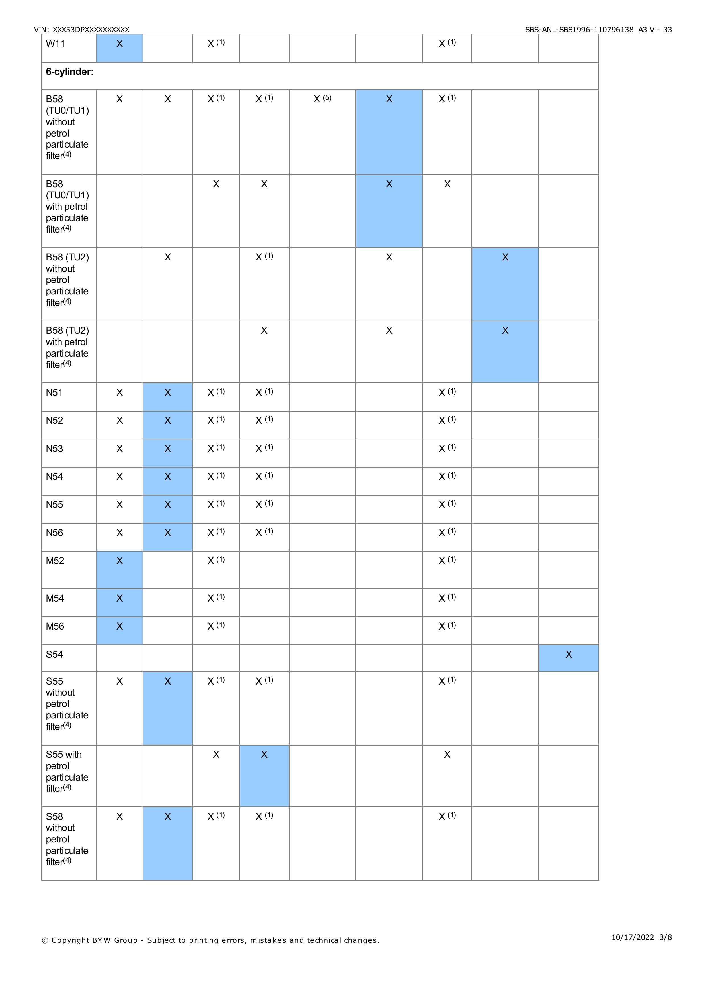 VIN: XXX53DPXXXXXXXXXX SBS-ANL-SBS1996-110796138_A3 V - 33
W11 X X (1) X (1)
6-cylinder:
B58 X X X (1) X (1) X (5) X X (1)
(TU0/TU1)
without
petrol
particulate
filter(4)
B58 X X X X
(TU0/TU1)
with petrol
particulate
filter(4)
B58 (TU2) X X (1) X X
without
petrol
particulate
filter(4)
B58 (TU2) X X X
with petrol
particulate
filter(4)
N51 X X X (1) X (1) X (1)
N52 X X X (1) X (1) X (1)
N53 X X X (1) X (1) X (1)
N54 X X X (1) X (1) X (1)
N55 X X X (1) X (1) X (1)
N56 X X X (1) X (1) X (1)
M52 X X (1) X (1)
M54 X X (1) X (1)
M56 X X (1) X (1)
S54 X
S55 X X X (1) X (1) X (1)
without
petrol
particulate
filter(4)
S55 with X X X
petrol
particulate
filter(4)
S58 X X X (1) X (1) X (1)
without
petrol
particulate
filter(4)
© Copyright BMW Group - Subject to printing errors, mistakes and technical changes. 10/17/2022 3/8